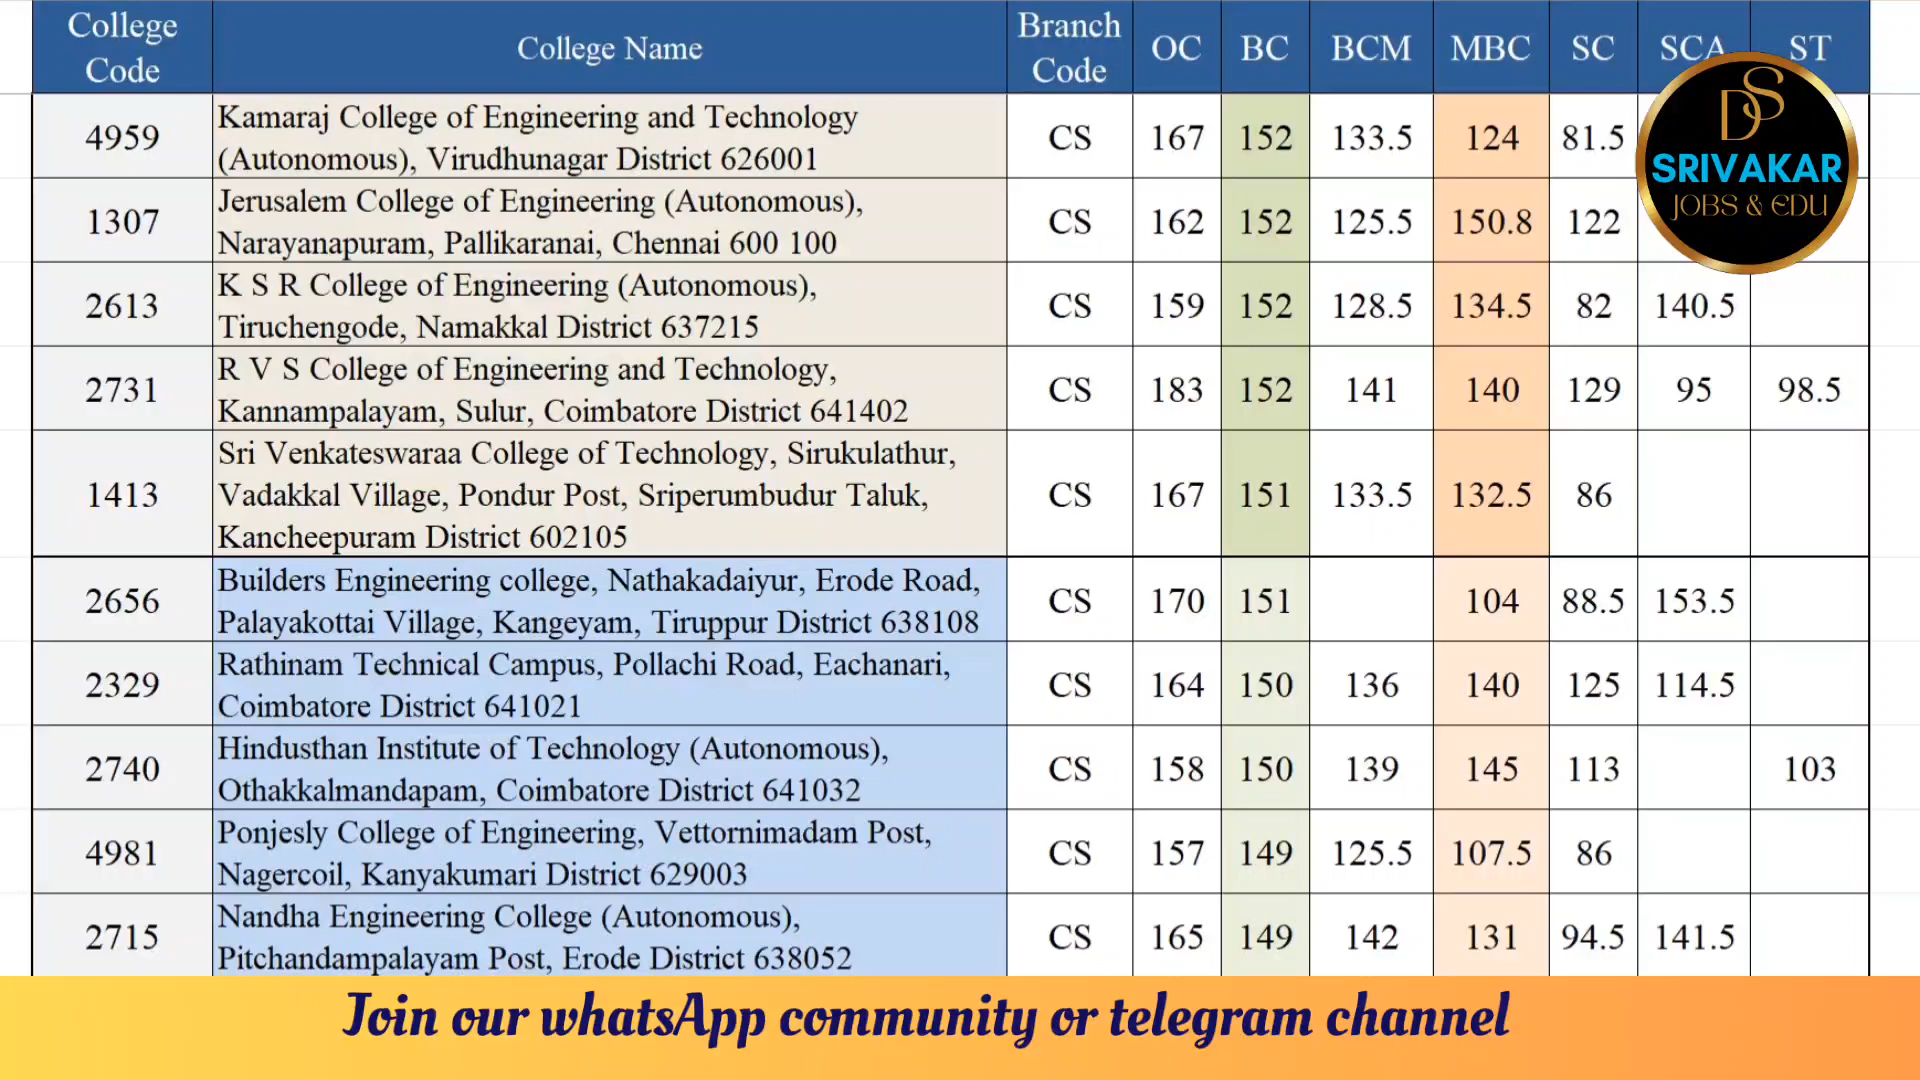 College Code College Name Branch Code OC BC BCM MBC SC SCA ST
4959 Kamaraj College of Engineering and Technology (Autonomous), Virudhunagar District 626001 CS 167 152 133.5 124 81.5
1307 Jerusalem College of Engineering (Autonomous), Narayanapuram, Pallikaranai, Chennai 600 100 CS 162 152 125.5 150.8 122
2613 K S R College of Engineering (Autonomous), Tiruchengode, Namakkal District 637215 CS 159 152 128.5 134.5 82 140.5
2731 R V S College of Engineering and Technology, Kannampalayam, Sulur, Coimbatore District 641402 CS 183 152 141 140 129 95 98.5
1413 Sri Venkateswaraa College of Technology, Sirukulathur, Vadakkal Village, Pondur Post, Sriperumbudur Taluk, Kancheepuram District 602105 CS 167 151 133.5 132.5 86
2656 Builders Engineering college, Nathakadaiyur, Erode Road, Palayakottai Village, Kangeyam, Tiruppur District 638108 CS 170 151 104 88.5 153.5
2329 Rathinam Technical Campus, Pollachi Road, Eachanari, Coimbatore District 641021 CS 164 150 136 140 125 114.5
2740 Hindusthan Institute of Technology (Autonomous), Othakkalmandapam, Coimbatore District 641032 CS 158 150 139 145 113 103
4981 Ponjesly College of Engineering, Vettornimadam Post, Nagercoil, Kanyakumari District 629003 CS 157 149 125.5 107.5 86
2715 Nandha Engineering College (Autonomous), Pitchandampalayam Post, Erode District 638052 CS 165 149 142 131 94.5 141.5
DS
SRIVAKAR
JOBS & EDU
Join our whatsApp community or telegram channel